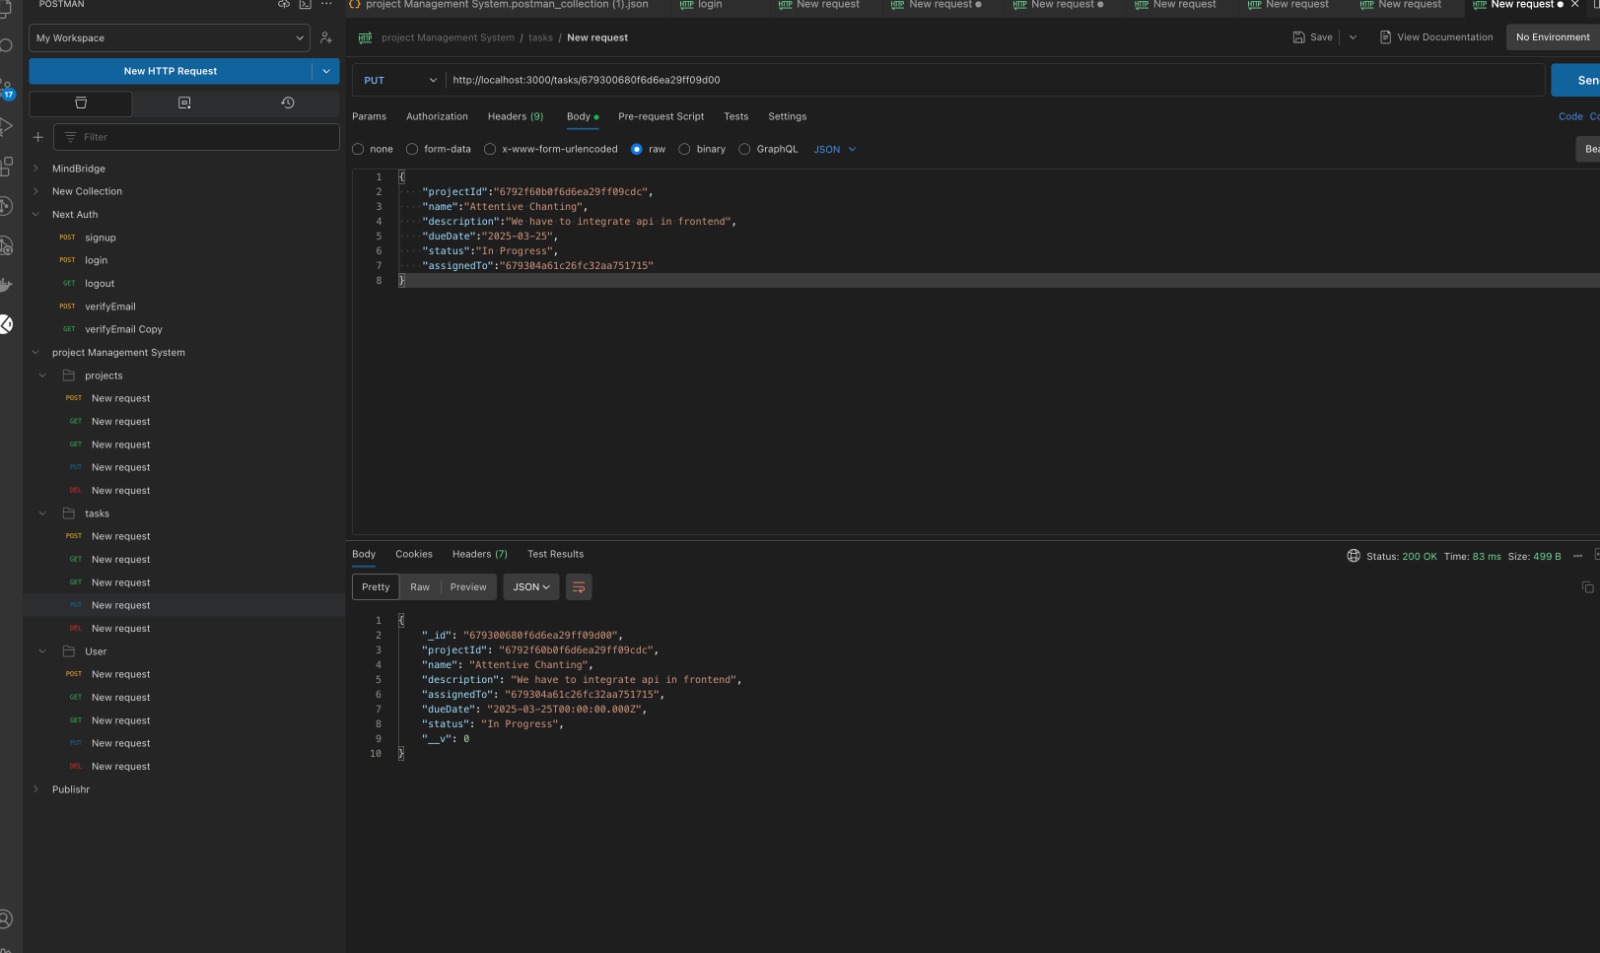 POSTMAN
My Workspace
New HTTP Request
17
Filter
MindBridge
New Collection
Next Auth
POST signup
POST login
GET logout
POST verifyEmail
GET verifyEmail Copy
project Management System
projects
POST New request
GET New request
GET New request
PUT New request
DEL New request
tasks
POST New request
GET New request
GET New request
PUT New request
DEL New request
User
POST New request
GET New request
GET New request
PUT New request
DEL New request
Publishr
project Management System.postman_collection (1).json HTTP login HTTP New request HTTP New request HTTP New request HTTP New request HTTP New request HTTP New request HTTP New request
HTTP project Management System / tasks / New request Save View Documentation No Environment
PUT http://localhost:3000/tasks/679300680f6d6ea29ff09d00 Sen
Params Authorization Headers (9) Body Pre-request Script Tests Settings Code Co
none form-data x-www-form-urlencoded raw binary GraphQL JSON Bea
1 {
2 "projectId":"6792f60b0f6d6ea29ff09cdc",
3 "name":"Attentive Chanting",
4 "description":"We have to integrate api in frontend",
5 "dueDate":"2025-03-25",
6 "status":"In Progress",
7 "assignedTo":"679304a61c26fc32aa751715"
8 }
Body Cookies Headers (7) Test Results Status: 200 OK Time: 83 ms Size: 499 B
Pretty Raw Preview JSON
1 {
2 "_id": "679300680f6d6ea29ff09d00",
3 "projectId": "6792f60b0f6d6ea29ff09cdc",
4 "name": "Attentive Chanting",
5 "description": "We have to integrate api in frontend",
6 "assignedTo": "679304a61c26fc32aa751715",
7 "dueDate": "2025-03-25T00:00:00.000Z",
8 "status": "In Progress",
9 "__v": 0
10 }